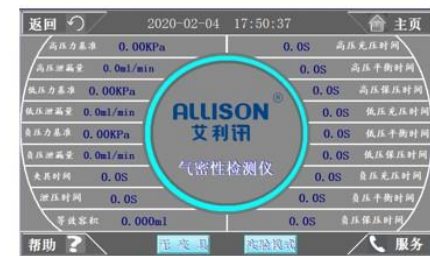 返回 2020-02-04 17:50:37 主页
高压力基准 0.00KPa 0.0S 高压充压时间
高压泄漏量 0.0ml/min 0.0S 高压平衡时间
低压力基准 0.00KPa 0.0S 高压保压时间
低压泄漏量 0.0ml/min 0.0S 低压充压时间
负压力基准 0.00KPa 0.0S 低压平衡时间
负压泄漏量 0.0ml/min 0.0S 低压保压时间
夹具时间 0.0S 0.0S 负压充压时间
泄压时间 0.0S 0.0S 负压平衡时间
等效容积 0.000ml 0.0S 负压保压时间
ALLISON®
艾利讯
气密性检测仪
帮助 ? 无夹具 实验模式 服务